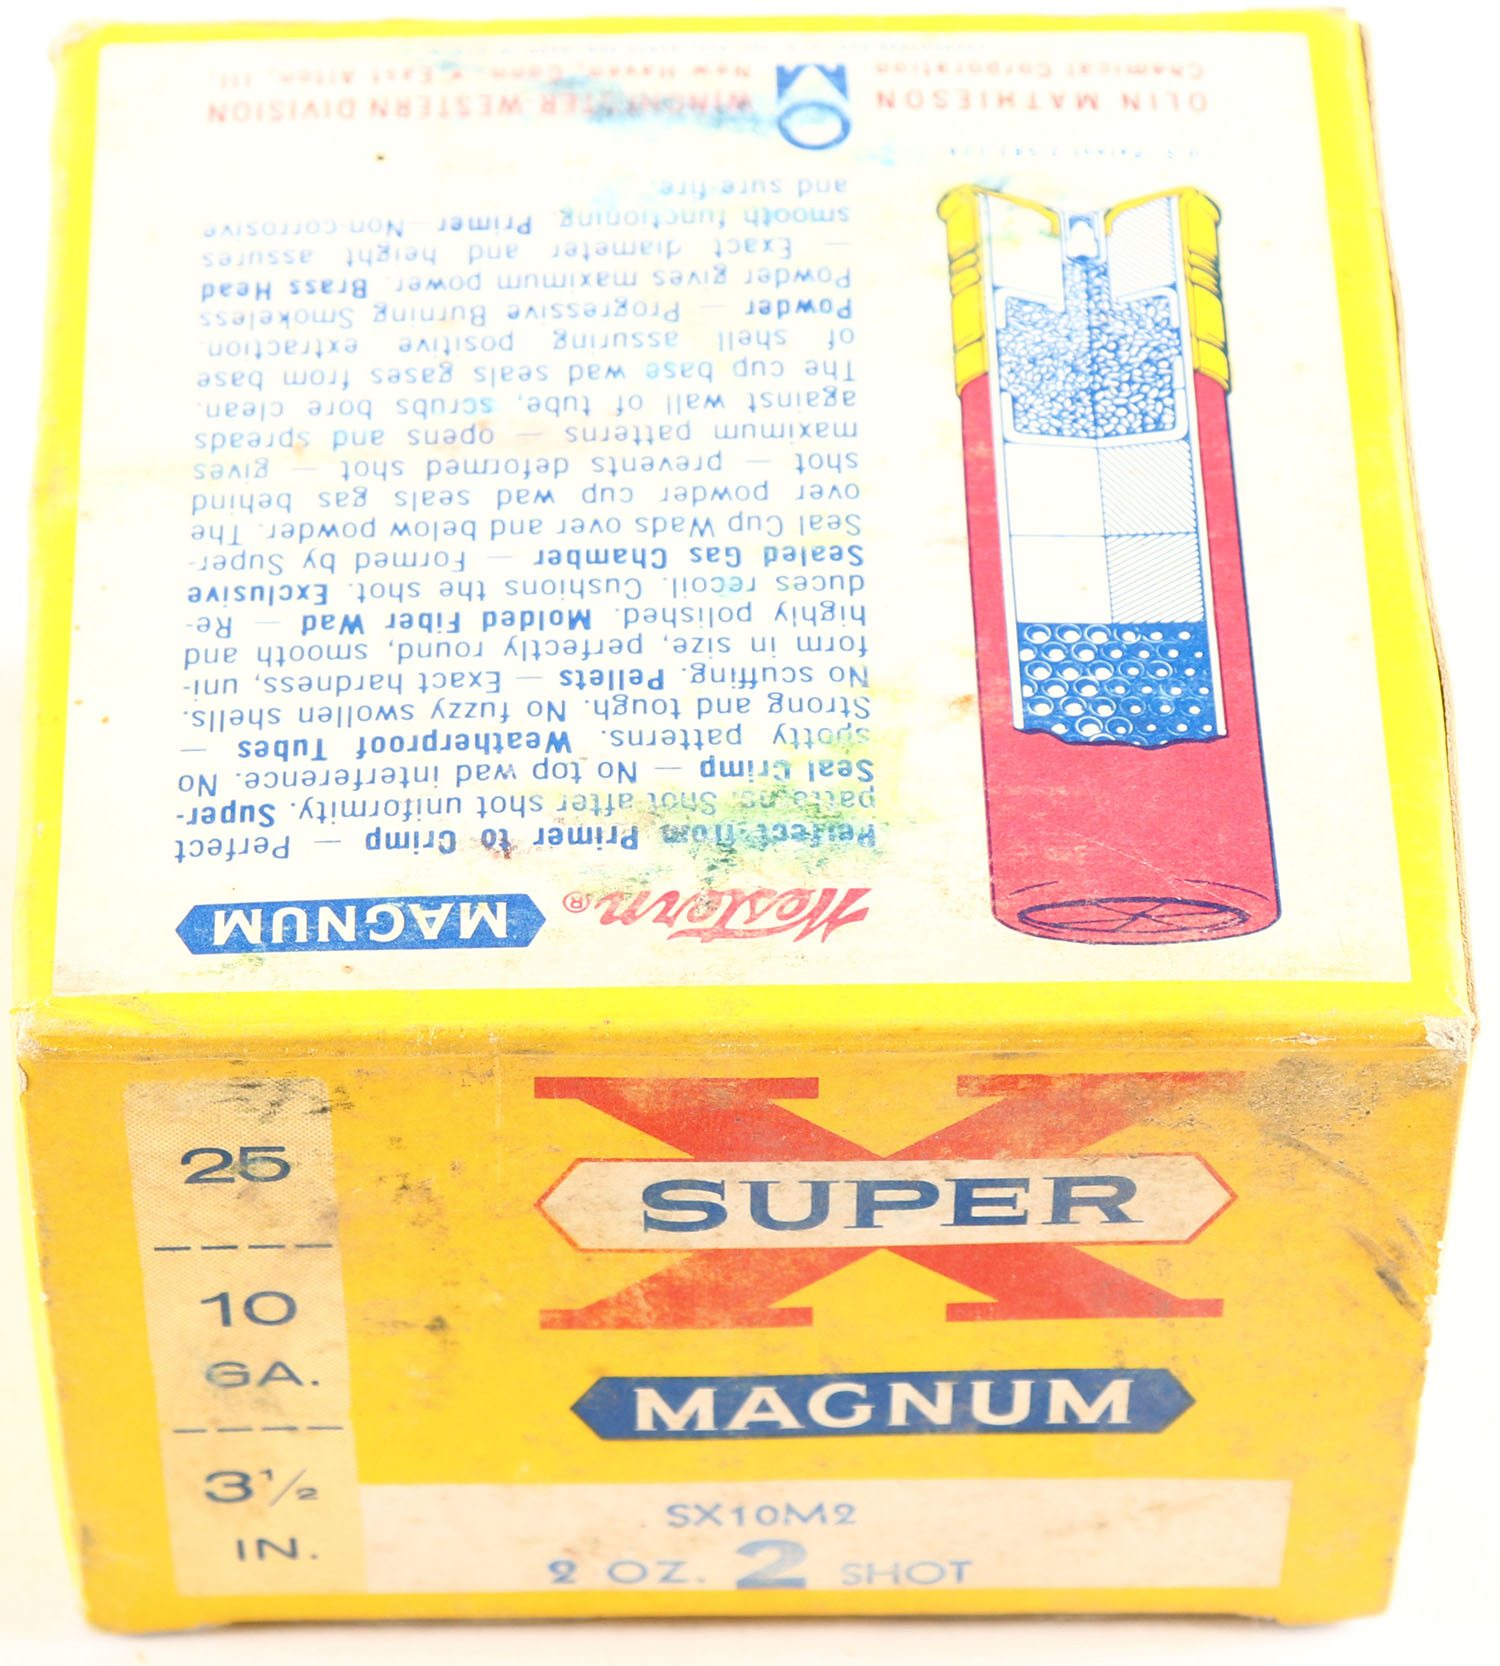 Western® MAGNUM
Perfect from Primer to Crimp — Perfect
patterns. Shot after shot uniformity. Super-
Seal Crimp — No top wad interference. No
spotty patterns. Weatherproof Tubes —
Strong and tough. No fuzzy swollen shells.
No scuffing. Pellets — Exact hardness, uni-
form in size, perfectly round, smooth and
highly polished. Molded Fiber Wad — Re-
duces recoil. Cushions the shot. Exclusive
Sealed Gas Chamber — Formed by Super-
Seal Cup Wads over and below powder. The
over powder cup wad seals gas behind
shot — prevents deformed shot — gives
maximum patterns — opens and spreads
against wall of tube, scrubs bore clean.
The cup base wad seals gases from base
of shell assuring positive extraction.
Powder — Progressive Burning Smokeless
Powder gives maximum power. Brass Head
— Exact diameter and height assures
smooth functioning. Primer—Non-corrosive
and sure-fire.
U.S. Patent
OLIN MATHIESON
Chemical Corporation
WINCHESTER-WESTERN DIVISION
New Haven, Conn. • East Alton, Ill.
25
10
GA.
3½
IN.
X
SUPER
MAGNUM
SX10M2
2 OZ. 2 SHOT